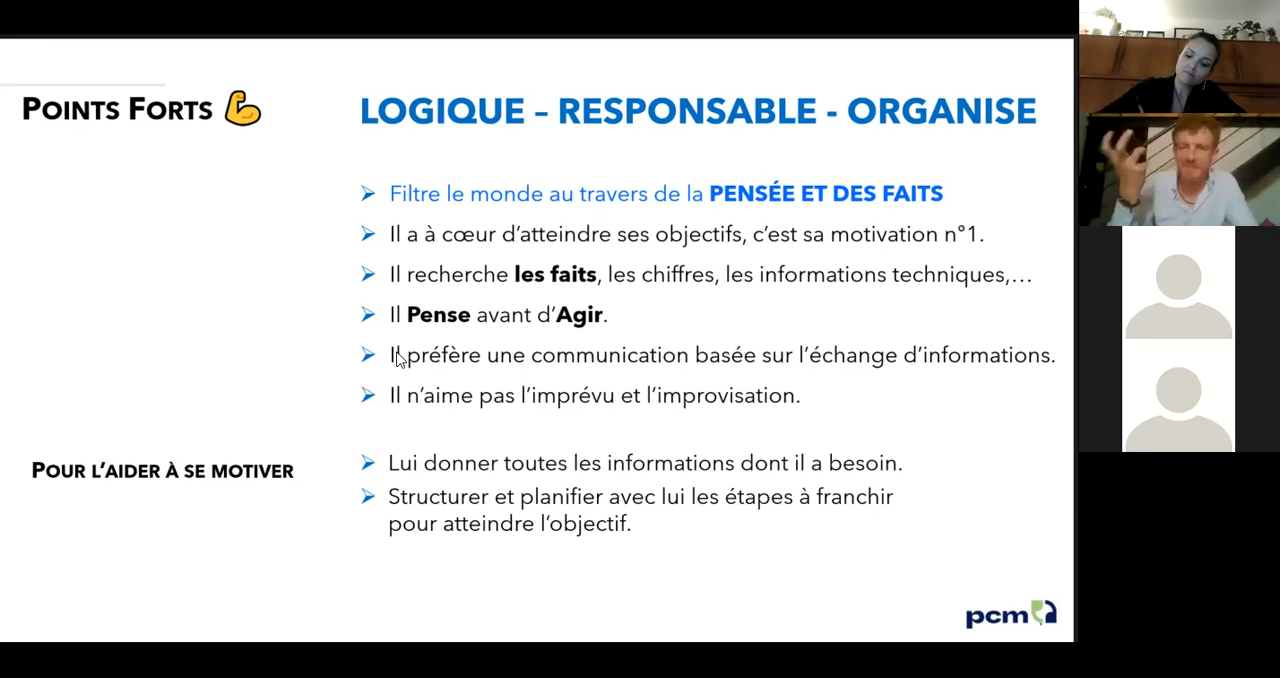 POINTS FORTS 💪
LOGIQUE – RESPONSABLE - ORGANISE
Filtre le monde au travers de la PENSÉE ET DES FAITS
Il a à cœur d’atteindre ses objectifs, c’est sa motivation n°1.
Il recherche les faits, les chiffres, les informations techniques,…
Il Pense avant d’Agir.
Il préfère une communication basée sur l’échange d’informations.
Il n’aime pas l’imprévu et l’improvisation.
POUR L’AIDER À SE MOTIVER
Lui donner toutes les informations dont il a besoin.
Structurer et planifier avec lui les étapes à franchir
pour atteindre l’objectif.
pcm